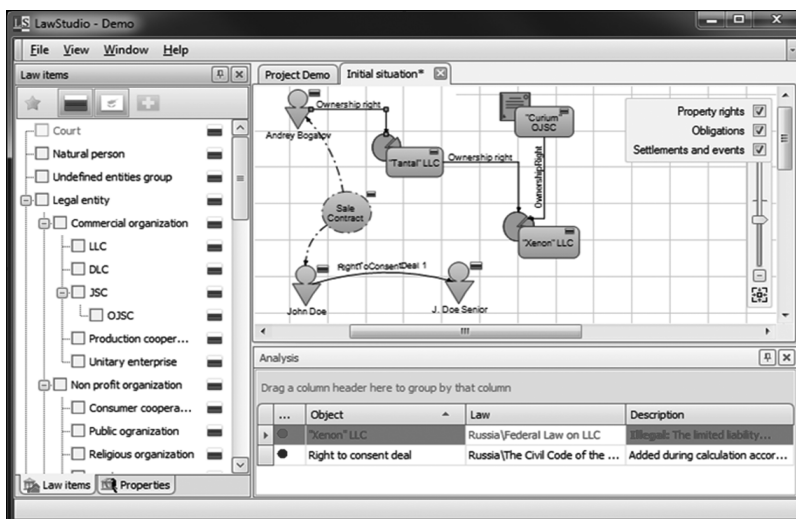 LS LawStudio - Demo
File View Window Help
Law items
Court
Natural person
Undefined entities group
Legal entity
Commercial organization
LLC
DLC
JSC
OJSC
Production cooper...
Unitary enterprise
Non profit organization
Consumer coopera...
Public ogranization
Religious organization
Law items Properties
Project Demo Initial situation*
Andrey Bogatov
Ownership right
"Tantal" LLC
Ownership right
"Curium" OJSC
OwnershipRight
"Xenon" LLC
Sale
Contract
John Doe
RightToConsentDeal 1
J. Doe Senior
Property rights
Obligations
Settlements and events
Analysis
Drag a column header here to group by that column
... Object Law Description
"Xenon" LLC Russia\Federal Law on LLC Illegal: The limited liability...
Right to consent deal Russia\The Civil Code of the ... Added during calculation accor...